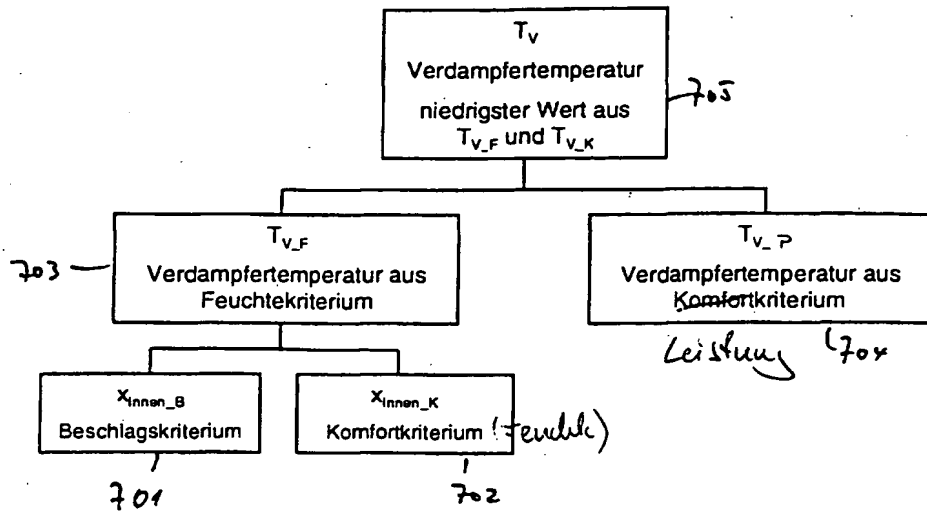 T_V
Verdampfertemperatur
niedrigster Wert aus
T_V_F und T_V_K
705
T_V_F
Verdampfertemperatur aus
Feuchtekriterium
703
T_V_P
Verdampfertemperatur aus
Komfortkriterium
Leistung
704
x_Innen_B
Beschlagskriterium
701
x_Innen_K
Komfortkriterium (Feuchte)
702